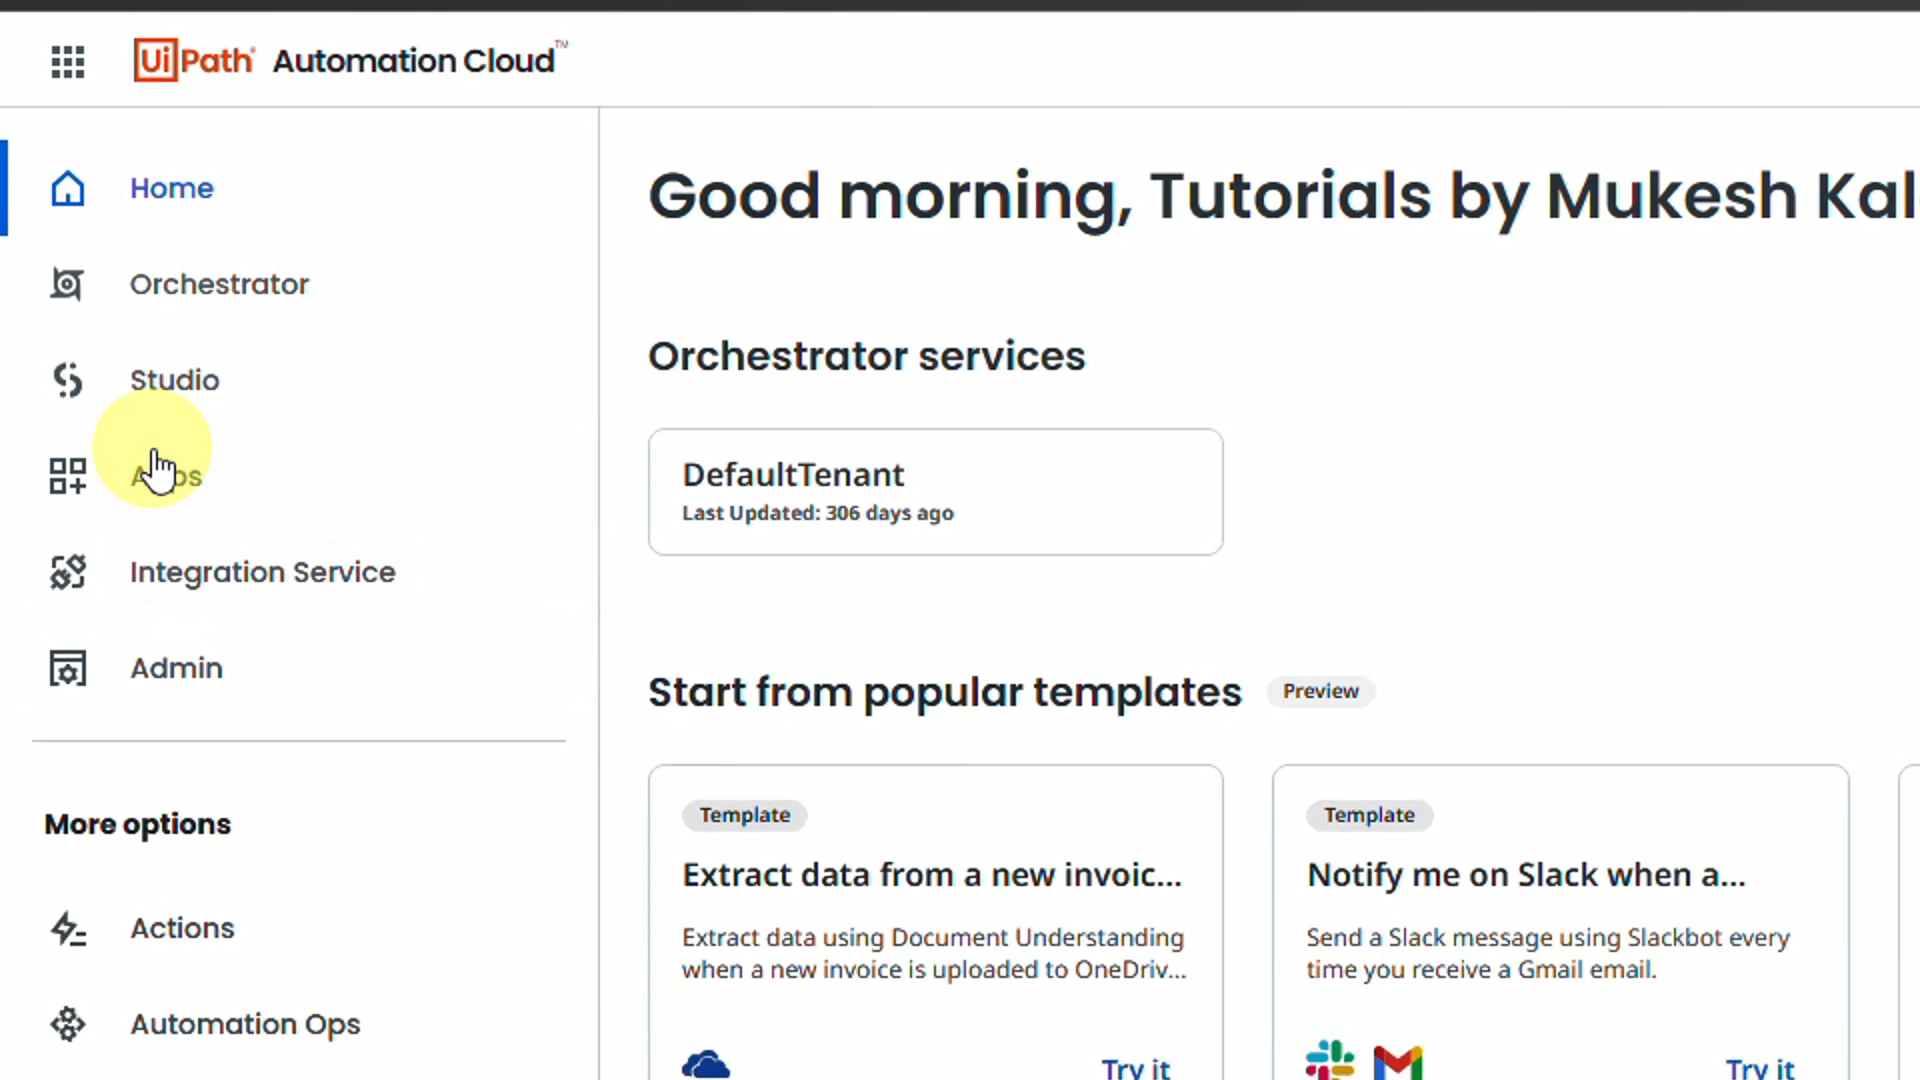 UiPath Automation Cloud™
Home
Orchestrator
Studio
Integration Service
Admin
More options
Actions
Automation Ops
Good morning, Tutorials by Mukesh
Orchestrator services
DefaultTenant
Last Updated: 306 days ago
Start from popular templates Preview
Template
Extract data from a new invoic...
Extract data using Document Understanding
when a new invoice is uploaded to OneDriv...
Try it
Template
Notify me on Slack when a...
Send a Slack message using Slackbot every
time you receive a Gmail email.
Try it